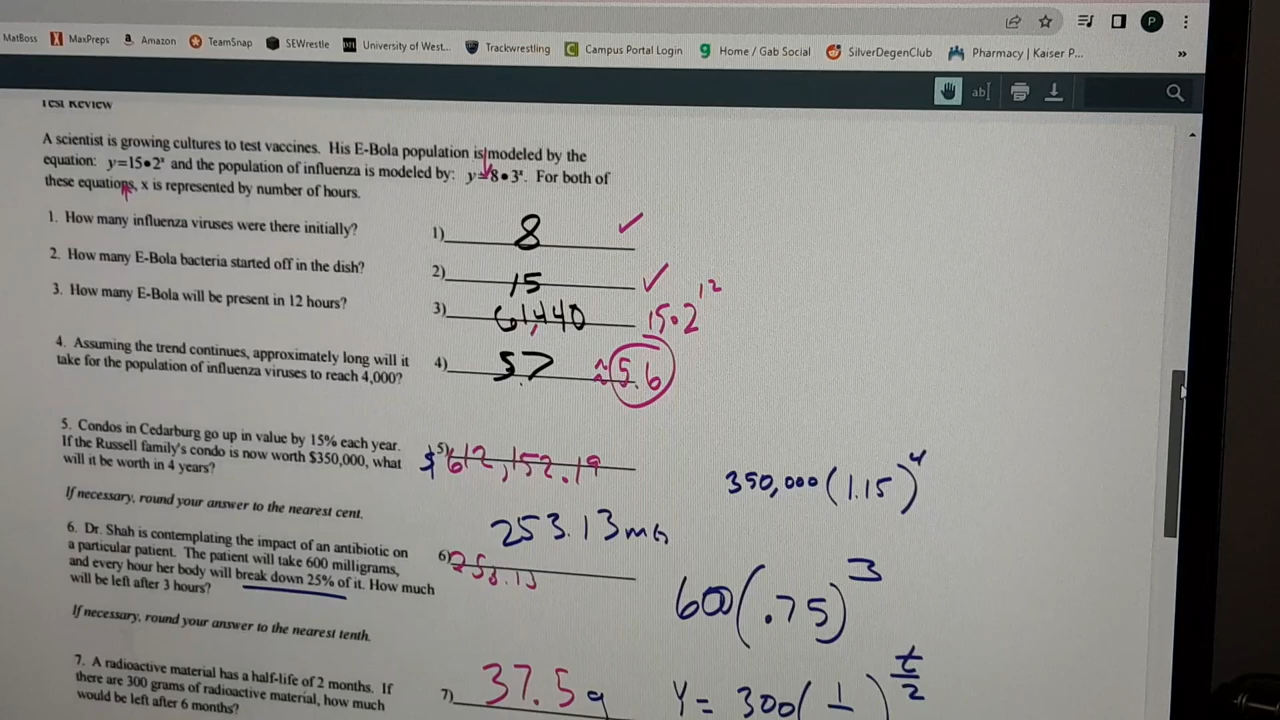 P
MatBoss MaxPreps Amazon TeamSnap SEWrestle University of West... Trackwrestling Campus Portal Login Home / Gab Social SilverDegenClub Pharmacy | Kaiser P... »
ab
Test Review
A scientist is growing cultures to test vaccines. His E-Bola population is modeled by the
equation: y=15•2ˣ and the population of influenza is modeled by: y=8•3ˣ. For both of
these equations, x is represented by number of hours.
1. How many influenza viruses were there initially? 1) 8 ✓
2. How many E-Bola bacteria started off in the dish? 2) 15 ✓
3. How many E-Bola will be present in 12 hours? 3) 61,440 15•2¹²
4. Assuming the trend continues, approximately long will it
take for the population of influenza viruses to reach 4,000? 4) 5.7 ≈5.6
5. Condos in Cedarburg go up in value by 15% each year.
If the Russell family's condo is now worth $350,000, what
will it be worth in 4 years? 5) $612,152.19 350,000(1.15)⁴
If necessary, round your answer to the nearest cent.
6. Dr. Shah is contemplating the impact of an antibiotic on
a particular patient. The patient will take 600 milligrams,
and every hour her body will break down 25% of it. How much
will be left after 3 hours? 6) 253.13 253.13mg 600(.75)³
If necessary, round your answer to the nearest tenth.
7. A radioactive material has a half-life of 2 months. If
there are 300 grams of radioactive material, how much
would be left after 6 months? 7) 37.5g Y = 300(1 ) t/2